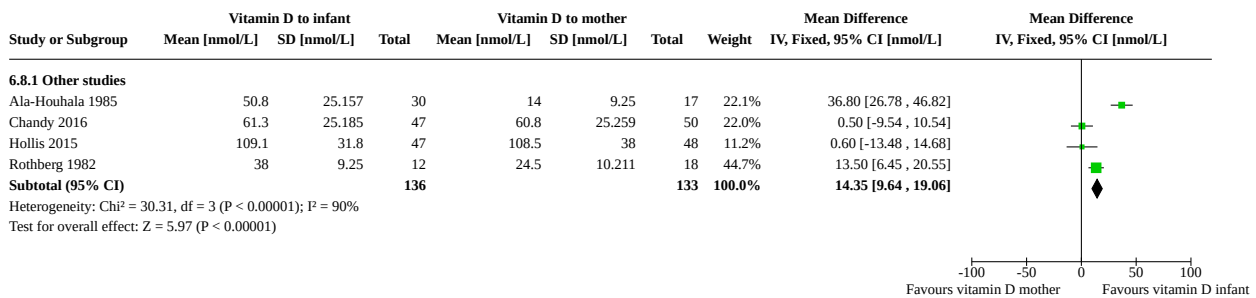 Vitamin D to infant Vitamin D to mother Mean Difference Mean Difference
Study or Subgroup Mean [nmol/L] SD [nmol/L] Total Mean [nmol/L] SD [nmol/L] Total Weight IV, Fixed, 95% CI [nmol/L] IV, Fixed, 95% CI [nmol/L]
6.8.1 Other studies
Ala-Houhala 1985 50.8 25.157 30 14 9.25 17 22.1% 36.80 [26.78 , 46.82]
Chandy 2016 61.3 25.185 47 60.8 25.259 50 22.0% 0.50 [-9.54 , 10.54]
Hollis 2015 109.1 31.8 47 108.5 38 48 11.2% 0.60 [-13.48 , 14.68]
Rothberg 1982 38 9.25 12 24.5 10.211 18 44.7% 13.50 [6.45 , 20.55]
Subtotal (95% CI) 136 133 100.0% 14.35 [9.64 , 19.06]
Heterogeneity: Chi² = 30.31, df = 3 (P < 0.00001); I² = 90%
Test for overall effect: Z = 5.97 (P < 0.00001)
-100 -50 0 50 100
Favours vitamin D mother Favours vitamin D infant